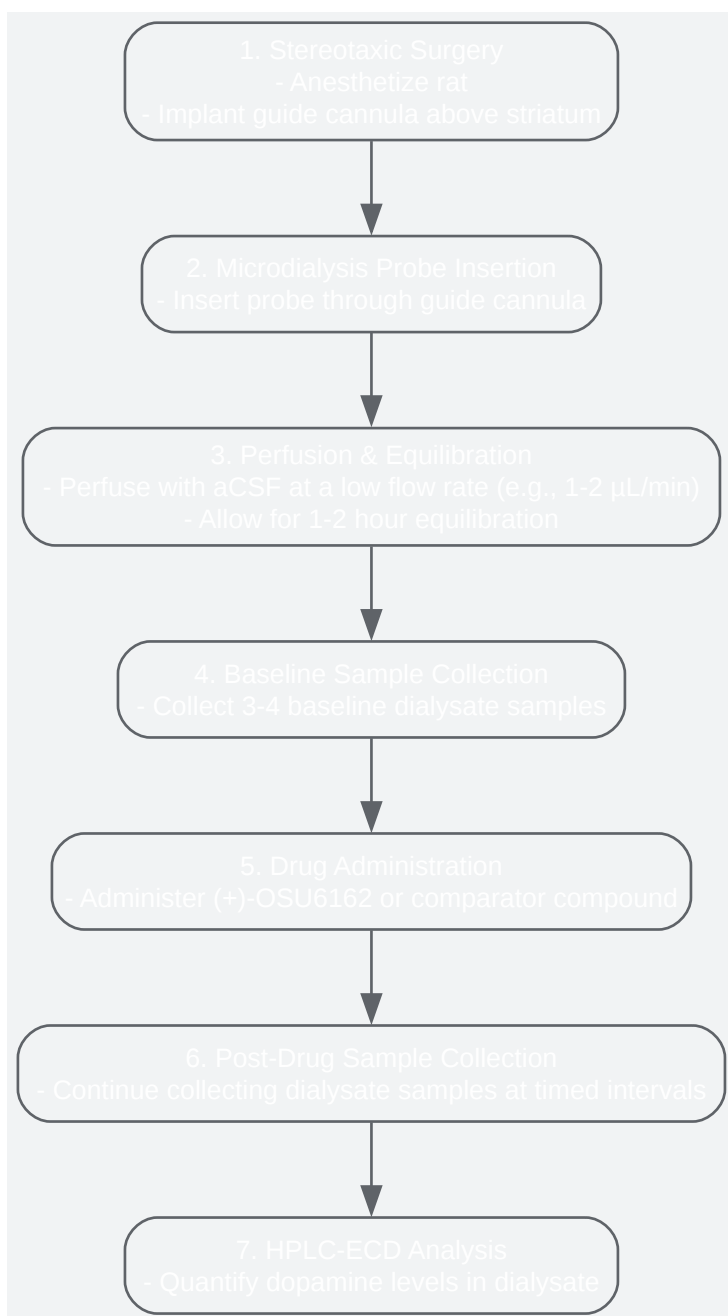 1. Stereotaxic Surgery
- Anesthetize rat
- Implant guide cannula above striatum
2. Microdialysis Probe Insertion
- Insert probe through guide cannula
3. Perfusion & Equilibration
- Perfuse with aCSF at a low flow rate (e.g., 1-2 µL/min)
- Allow for 1-2 hour equilibration
4. Baseline Sample Collection
- Collect 3-4 baseline dialysate samples
5. Drug Administration
- Administer (+)-OSU6162 or comparator compound
6. Post-Drug Sample Collection
- Continue collecting dialysate samples at timed intervals
7. HPLC-ECD Analysis
- Quantify dopamine levels in dialysate